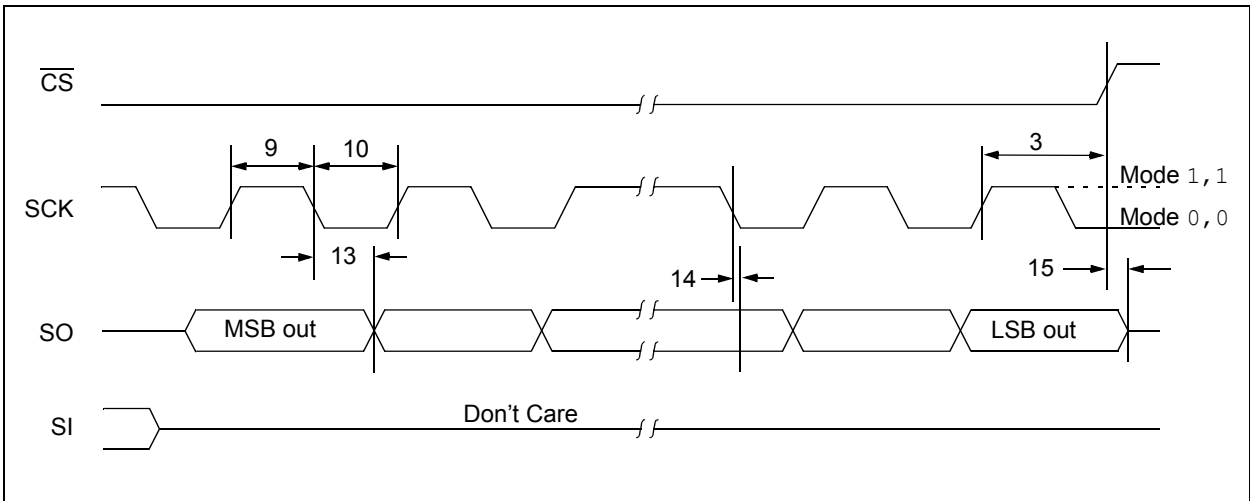 CS
9
10
3
Mode 1,1
SCK
Mode 0,0
13
14
15
SO
MSB out
LSB out
Don't Care
SI